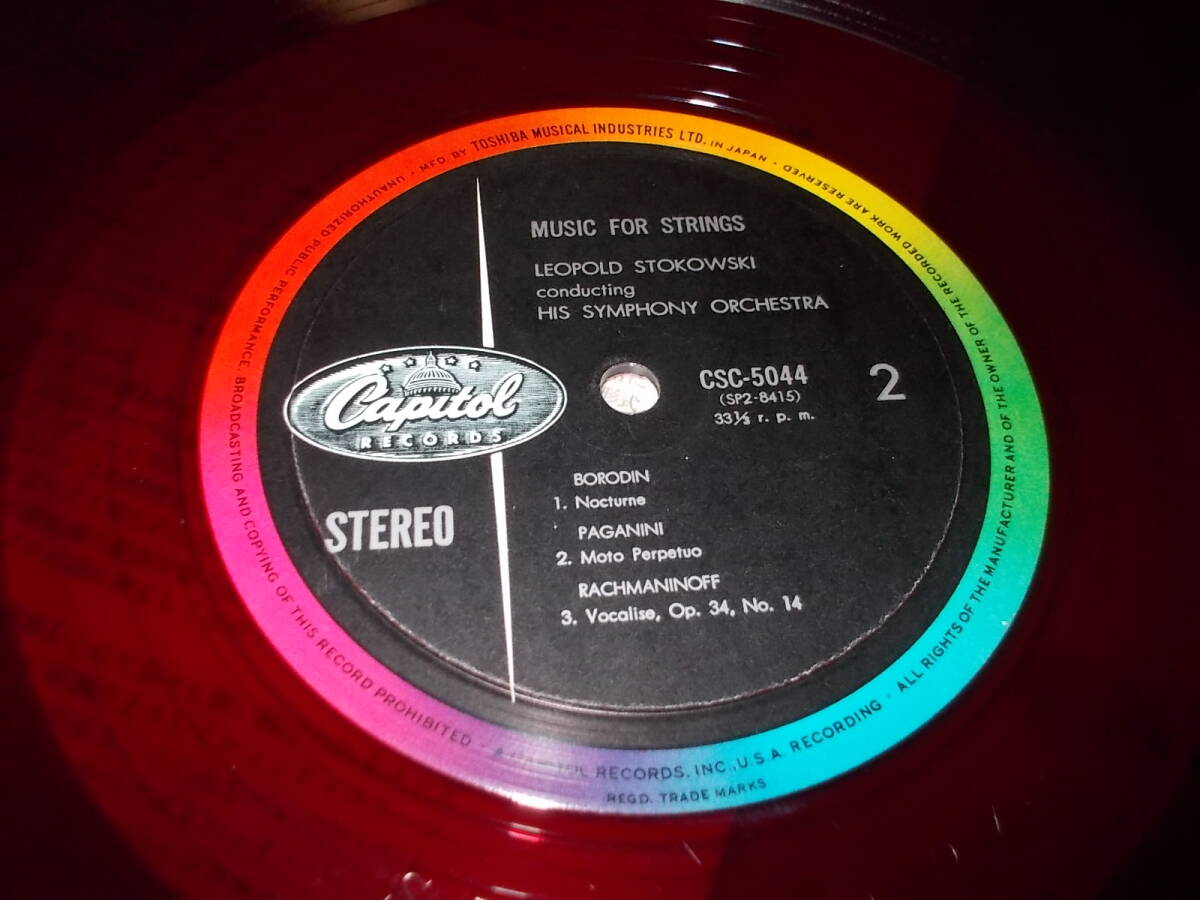 MUSIC FOR STRINGS
LEOPOLD STOKOWSKI
conducting
HIS SYMPHONY ORCHESTRA
CSC-5044
(SP2-8415)
33⅓ r. p. m.
2
Capitol
RECORDS
STEREO
BORODIN
1. Nocturne
PAGANINI
2. Moto Perpetuo
RACHMANINOFF
3. Vocalise, Op. 34, No. 14
MFD. BY TOSHIBA MUSICAL INDUSTRIES LTD. IN JAPAN · UNAUTHORIZED PUBLIC PERFORMANCE, BROADCASTING AND COPYING OF THIS RECORD PROHIBITED · A CAPITOL RECORDS, INC., U.S.A. RECORDING · ALL RIGHTS OF THE MANUFACTURER AND OF THE OWNER OF THE RECORDED WORK ARE RESERVED ·
REGD. TRADE MARKS